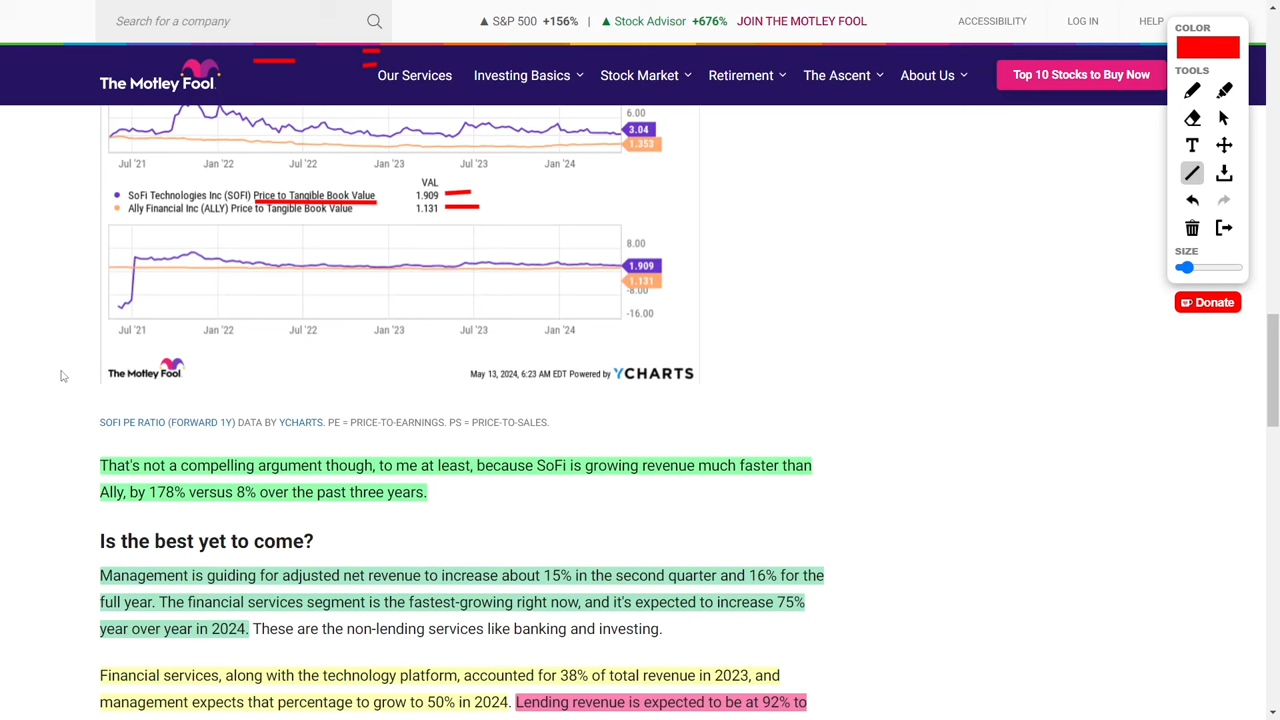 Search for a company
▲ S&P 500 +156% | ▲ Stock Advisor +676% JOIN THE MOTLEY FOOL
ACCESSIBILITY LOG IN HELP
The Motley Fool
Our Services Investing Basics Stock Market Retirement The Ascent About Us
Top 10 Stocks to Buy Now
COLOR
TOOLS
T
SIZE
Donate
6.00
3.04
1.353
Jul '21 Jan '22 Jul '22 Jan '23 Jul '23 Jan '24
VAL
SoFi Technologies Inc (SOFI) Price to Tangible Book Value 1.909
Ally Financial Inc (ALLY) Price to Tangible Book Value 1.131
8.00
1.909
1.131
-8.00
-16.00
Jul '21 Jan '22 Jul '22 Jan '23 Jul '23 Jan '24
The Motley Fool
May 13, 2024, 6:23 AM EDT Powered by YCHARTS
SOFI PE RATIO (FORWARD 1Y) DATA BY YCHARTS. PE = PRICE-TO-EARNINGS. PS = PRICE-TO-SALES.
That's not a compelling argument though, to me at least, because SoFi is growing revenue much faster than
Ally, by 178% versus 8% over the past three years.
Is the best yet to come?
Management is guiding for adjusted net revenue to increase about 15% in the second quarter and 16% for the
full year. The financial services segment is the fastest-growing right now, and it's expected to increase 75%
year over year in 2024. These are the non-lending services like banking and investing.
Financial services, along with the technology platform, accounted for 38% of total revenue in 2023, and
management expects that percentage to grow to 50% in 2024. Lending revenue is expected to be at 92% to